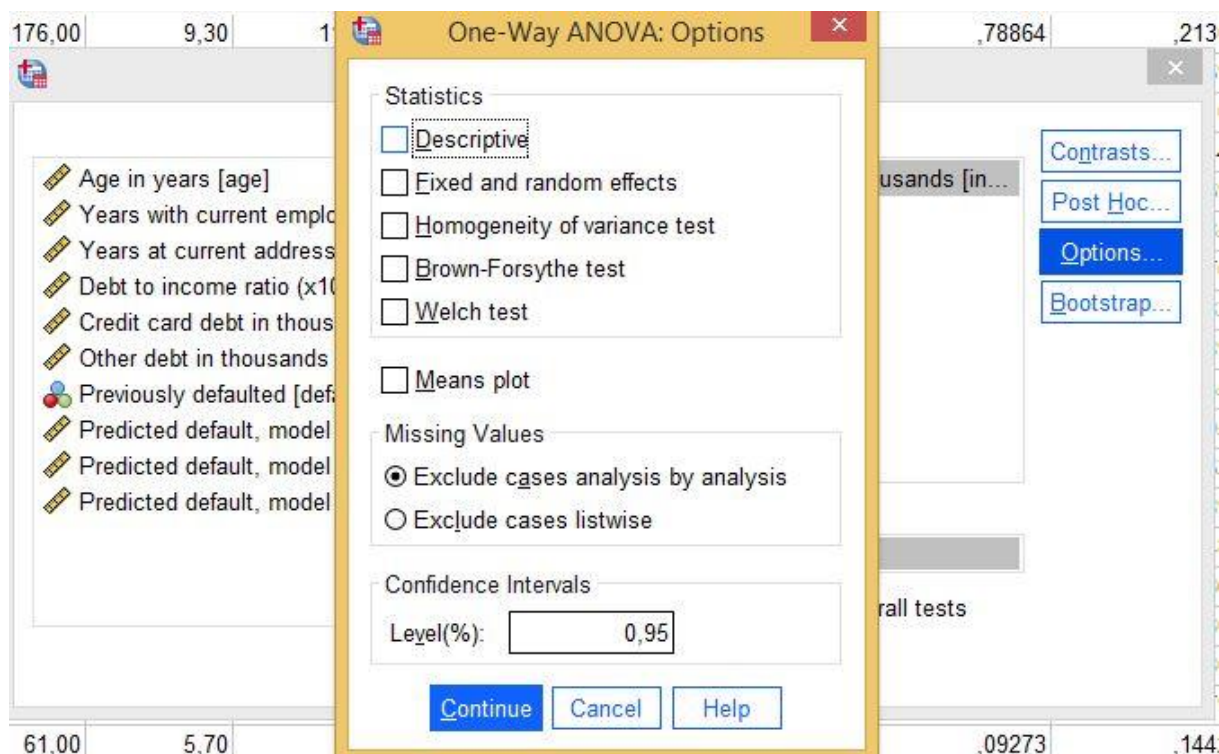 176,00 9,30 1 ,78864 ,213
One-Way ANOVA: Options
Statistics
Descriptive
Fixed and random effects
Homogeneity of variance test
Brown-Forsythe test
Welch test
Means plot
Missing Values
Exclude cases analysis by analysis
Exclude cases listwise
Confidence Intervals
Level(%): 0,95
Continue Cancel Help
Age in years [age]
Years with current emplo
Years at current address
Debt to income ratio (x10
Credit card debt in thous
Other debt in thousands
Previously defaulted [defa
Predicted default, model
Predicted default, model
Predicted default, model
usands [in...
rall tests
Contrasts...
Post Hoc...
Options...
Bootstrap...
61,00 5,70 ,09273 ,144